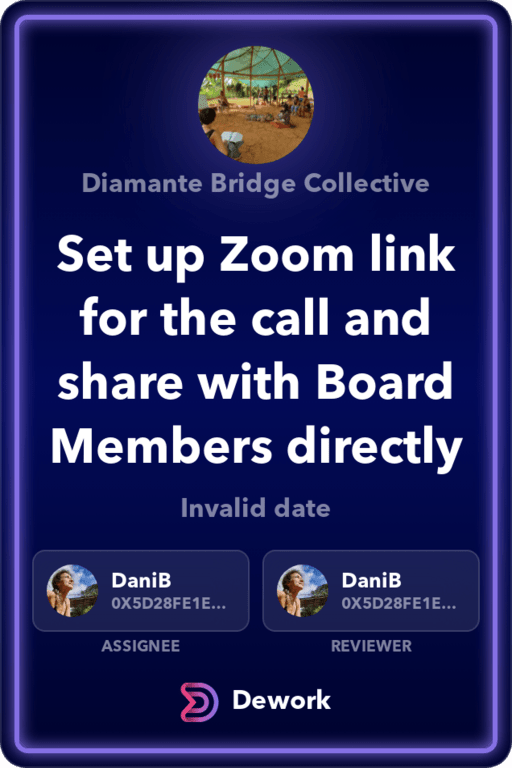 Diamante Bridge Collective
Set up Zoom link
for the call and
share with Board
Members directly
Invalid date
DaniB
0X5D28FE1E...
ASSIGNEE
DaniB
0X5D28FE1E...
REVIEWER
Dework